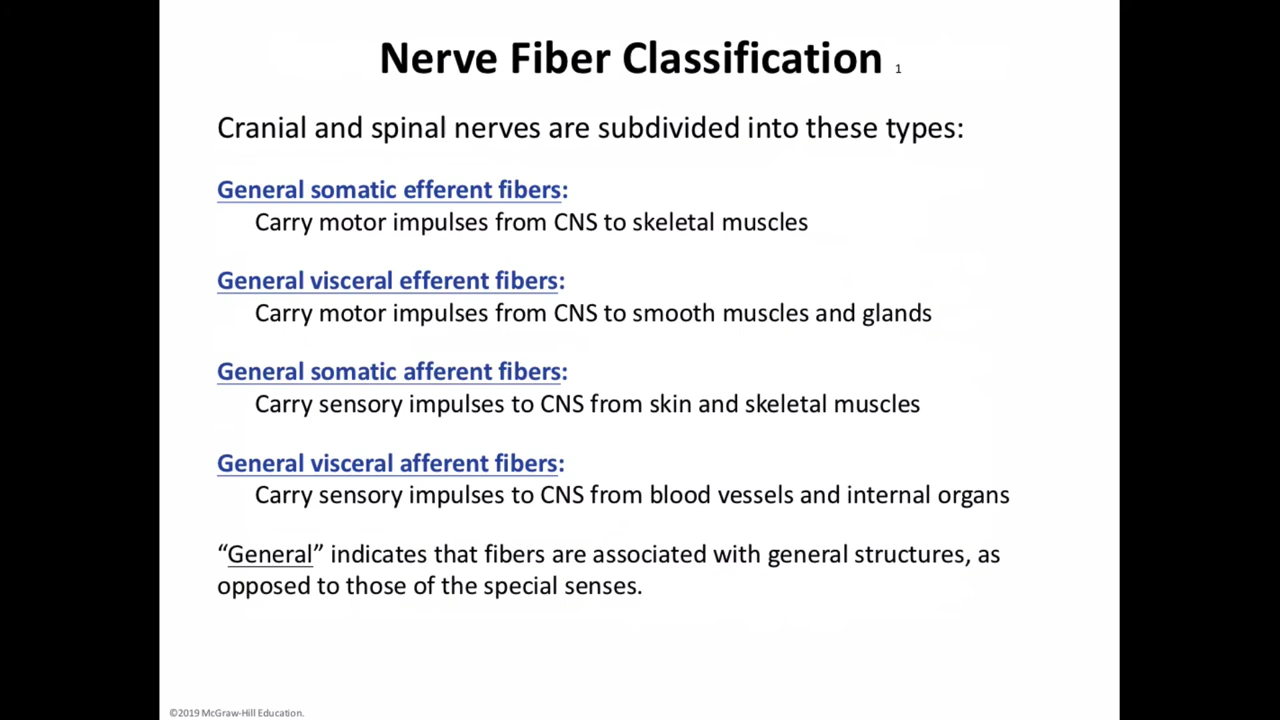 Nerve Fiber Classification 1
Cranial and spinal nerves are subdivided into these types:
General somatic efferent fibers:
Carry motor impulses from CNS to skeletal muscles
General visceral efferent fibers:
Carry motor impulses from CNS to smooth muscles and glands
General somatic afferent fibers:
Carry sensory impulses to CNS from skin and skeletal muscles
General visceral afferent fibers:
Carry sensory impulses to CNS from blood vessels and internal organs
“General” indicates that fibers are associated with general structures, as
opposed to those of the special senses.
©2019 McGraw-Hill Education.